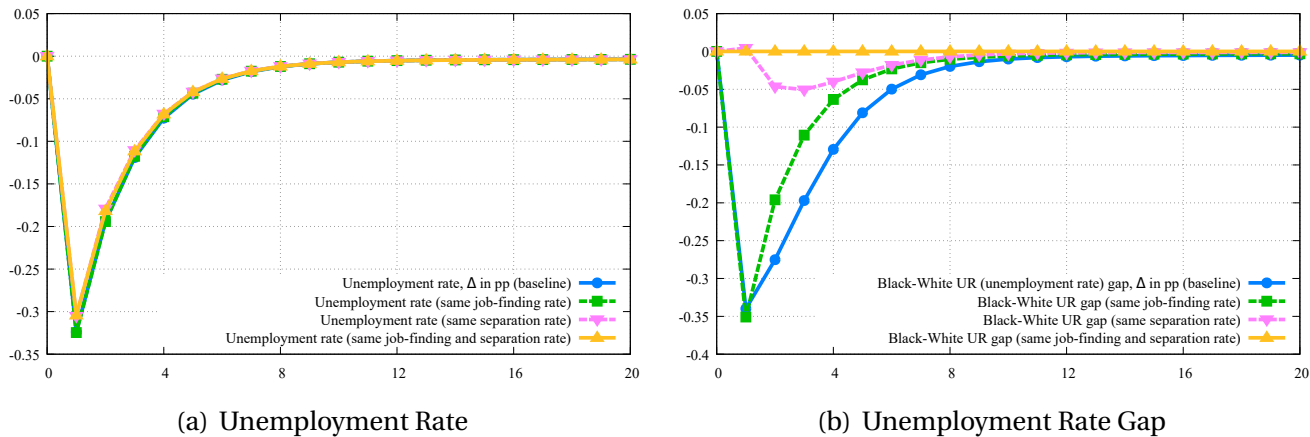 0.05
0
-0.05
-0.1
-0.15
-0.2
-0.25
-0.3
-0.35
0 4 8 12 16 20
Unemployment rate, Δ in pp (baseline)
Unemployment rate (same job-finding rate)
Unemployment rate (same separation rate)
Unemployment rate (same job-finding and separation rate)
(a) Unemployment Rate
0.05
0
-0.05
-0.1
-0.15
-0.2
-0.25
-0.3
-0.35
-0.4
0 4 8 12 16 20
Black-White UR (unemployment rate) gap, Δ in pp (baseline)
Black-White UR gap (same job-finding rate)
Black-White UR gap (same separation rate)
Black-White UR gap (same job-finding and separation rate)
(b) Unemployment Rate Gap